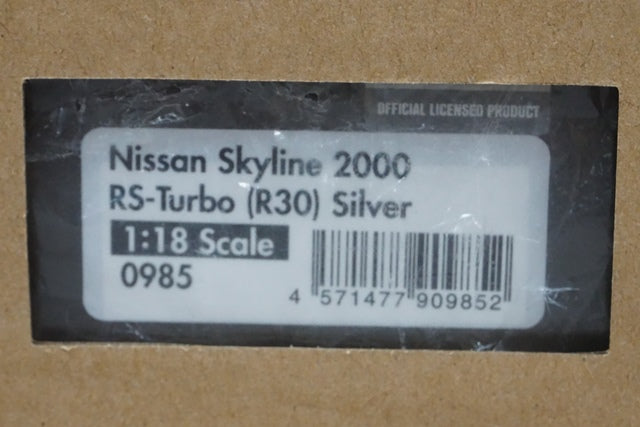 OFFICIAL LICENSED PRODUCT
Nissan Skyline 2000
RS-Turbo (R30) Silver
1:18 Scale
0985
4 571477 909852